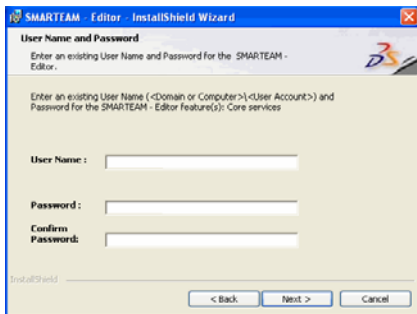 SMARTEAM - Editor - InstallShield Wizard
User Name and Password
Enter an existing User Name and Password for the SMARTEAM -
Editor.
Enter an existing User Name (<Domain or Computer>\<User Account>) and
Password for the SMARTEAM - Editor feature(s): Core services
User Name :
Password :
Confirm
Password:
InstallShield
< Back
Next >
Cancel